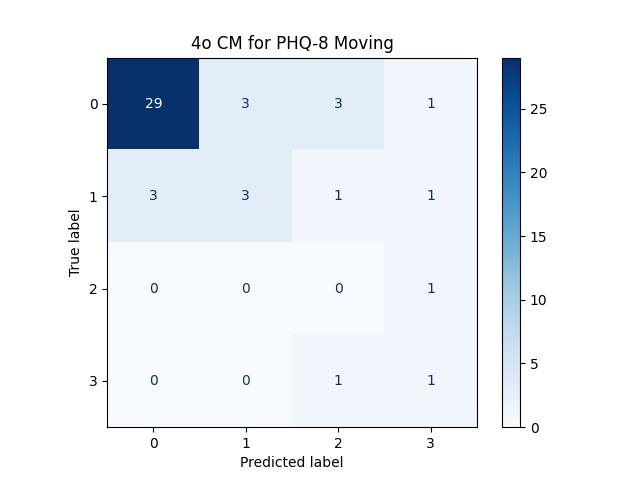 4o CM for PHQ-8 Moving
True label
0 29 3 3 1
1 3 3 1 1
2 0 0 0 1
3 0 0 1 1
0 1 2 3
Predicted label
25
20
15
10
5
0